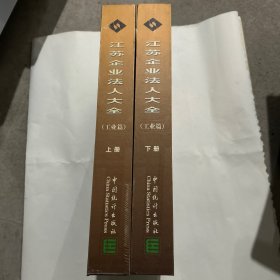 江苏企业法人大全
（工业篇）
上册
中国统计出版社
China Statistics Press
江苏企业法人大全
（工业篇）
下册
中国统计出版社
China Statistics Press